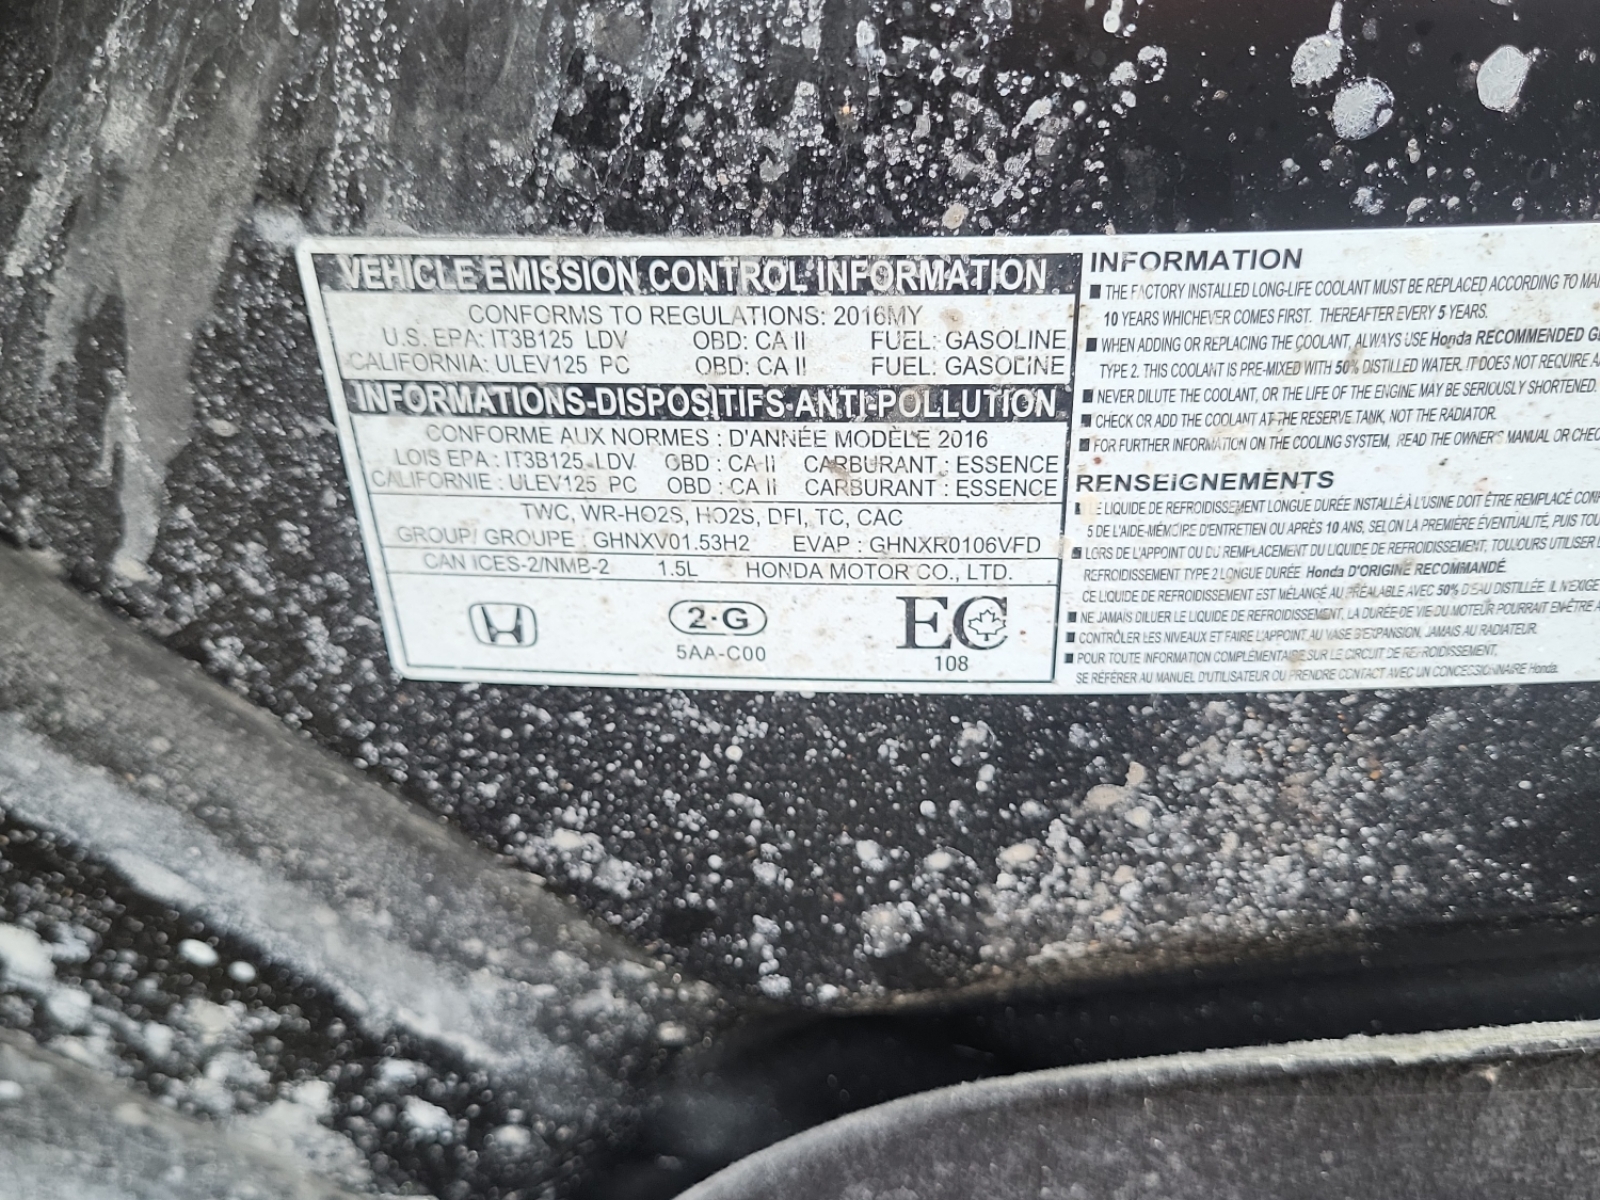 VEHICLE EMISSION CONTROL INFORMATION
CONFORMS TO REGULATIONS: 2016MY
U.S. EPA: IT3B125 LDV OBD: CA II FUEL: GASOLINE
CALIFORNIA: ULEV125 PC OBD: CA II FUEL: GASOLINE
INFORMATIONS-DISPOSITIFS-ANTI-POLLUTION
CONFORME AUX NORMES : D'ANNÉE MODÈLE 2016
LOIS EPA : IT3B125 LDV OBD : CA II CARBURANT : ESSENCE
CALIFORNIE : ULEV125 PC OBD : CA II CARBURANT : ESSENCE
TWC, WR-HO2S, HO2S, DFI, TC, CAC
GROUP/ GROUPE : GHNXV01.53H2 EVAP : GHNXR0106VFD
CAN ICES-2/NMB-2 1.5L HONDA MOTOR CO., LTD.
2·G
5AA-C00
EC
108
INFORMATION
■ THE FACTORY INSTALLED LONG-LIFE COOLANT MUST BE REPLACED ACCORDING TO MA
10 YEARS WHICHEVER COMES FIRST. THEREAFTER EVERY 5 YEARS.
■ WHEN ADDING OR REPLACING THE COOLANT, ALWAYS USE Honda RECOMMENDED GE
TYPE 2. THIS COOLANT IS PRE-MIXED WITH 50% DISTILLED WATER. IT DOES NOT REQUIRE A
■ NEVER DILUTE THE COOLANT, OR THE LIFE OF THE ENGINE MAY BE SERIOUSLY SHORTENED.
■ CHECK OR ADD THE COOLANT AT THE RESERVE TANK, NOT THE RADIATOR.
■ FOR FURTHER INFORMATION ON THE COOLING SYSTEM, READ THE OWNER'S MANUAL OR CHEC
RENSEIGNEMENTS
■ LE LIQUIDE DE REFROIDISSEMENT LONGUE DURÉE INSTALLÉ À L'USINE DOIT ÊTRE REMPLACÉ CONF
5 DE L'AIDE-MÉMOIRE D'ENTRETIEN OU APRÈS 10 ANS, SELON LA PREMIÈRE ÉVENTUALITÉ, PUIS TOU
■ LORS DE L'APPOINT OU DU REMPLACEMENT DU LIQUIDE DE REFROIDISSEMENT, TOUJOURS UTILISER
REFROIDISSEMENT TYPE 2 LONGUE DURÉE Honda D'ORIGINE RECOMMANDÉ.
CE LIQUIDE DE REFROIDISSEMENT EST MÉLANGÉ AU PRÉALABLE AVEC 50% D'EAU DISTILLÉE. IL N'EXIGE
■ NE JAMAIS DILUER LE LIQUIDE DE REFROIDISSEMENT, LA DURÉE DE VIE DU MOTEUR POURRAIT EN ÊTRE A
■ CONTRÔLER LES NIVEAUX ET FAIRE L'APPOINT AU VASE D'EXPANSION, JAMAIS AU RADIATEUR.
■ POUR TOUTE INFORMATION COMPLÉMENTAIRE SUR LE CIRCUIT DE REFROIDISSEMENT,
SE RÉFÉRER AU MANUEL D'UTILISATEUR OU PRENDRE CONTACT AVEC UN CONCESSIONNAIRE Honda.